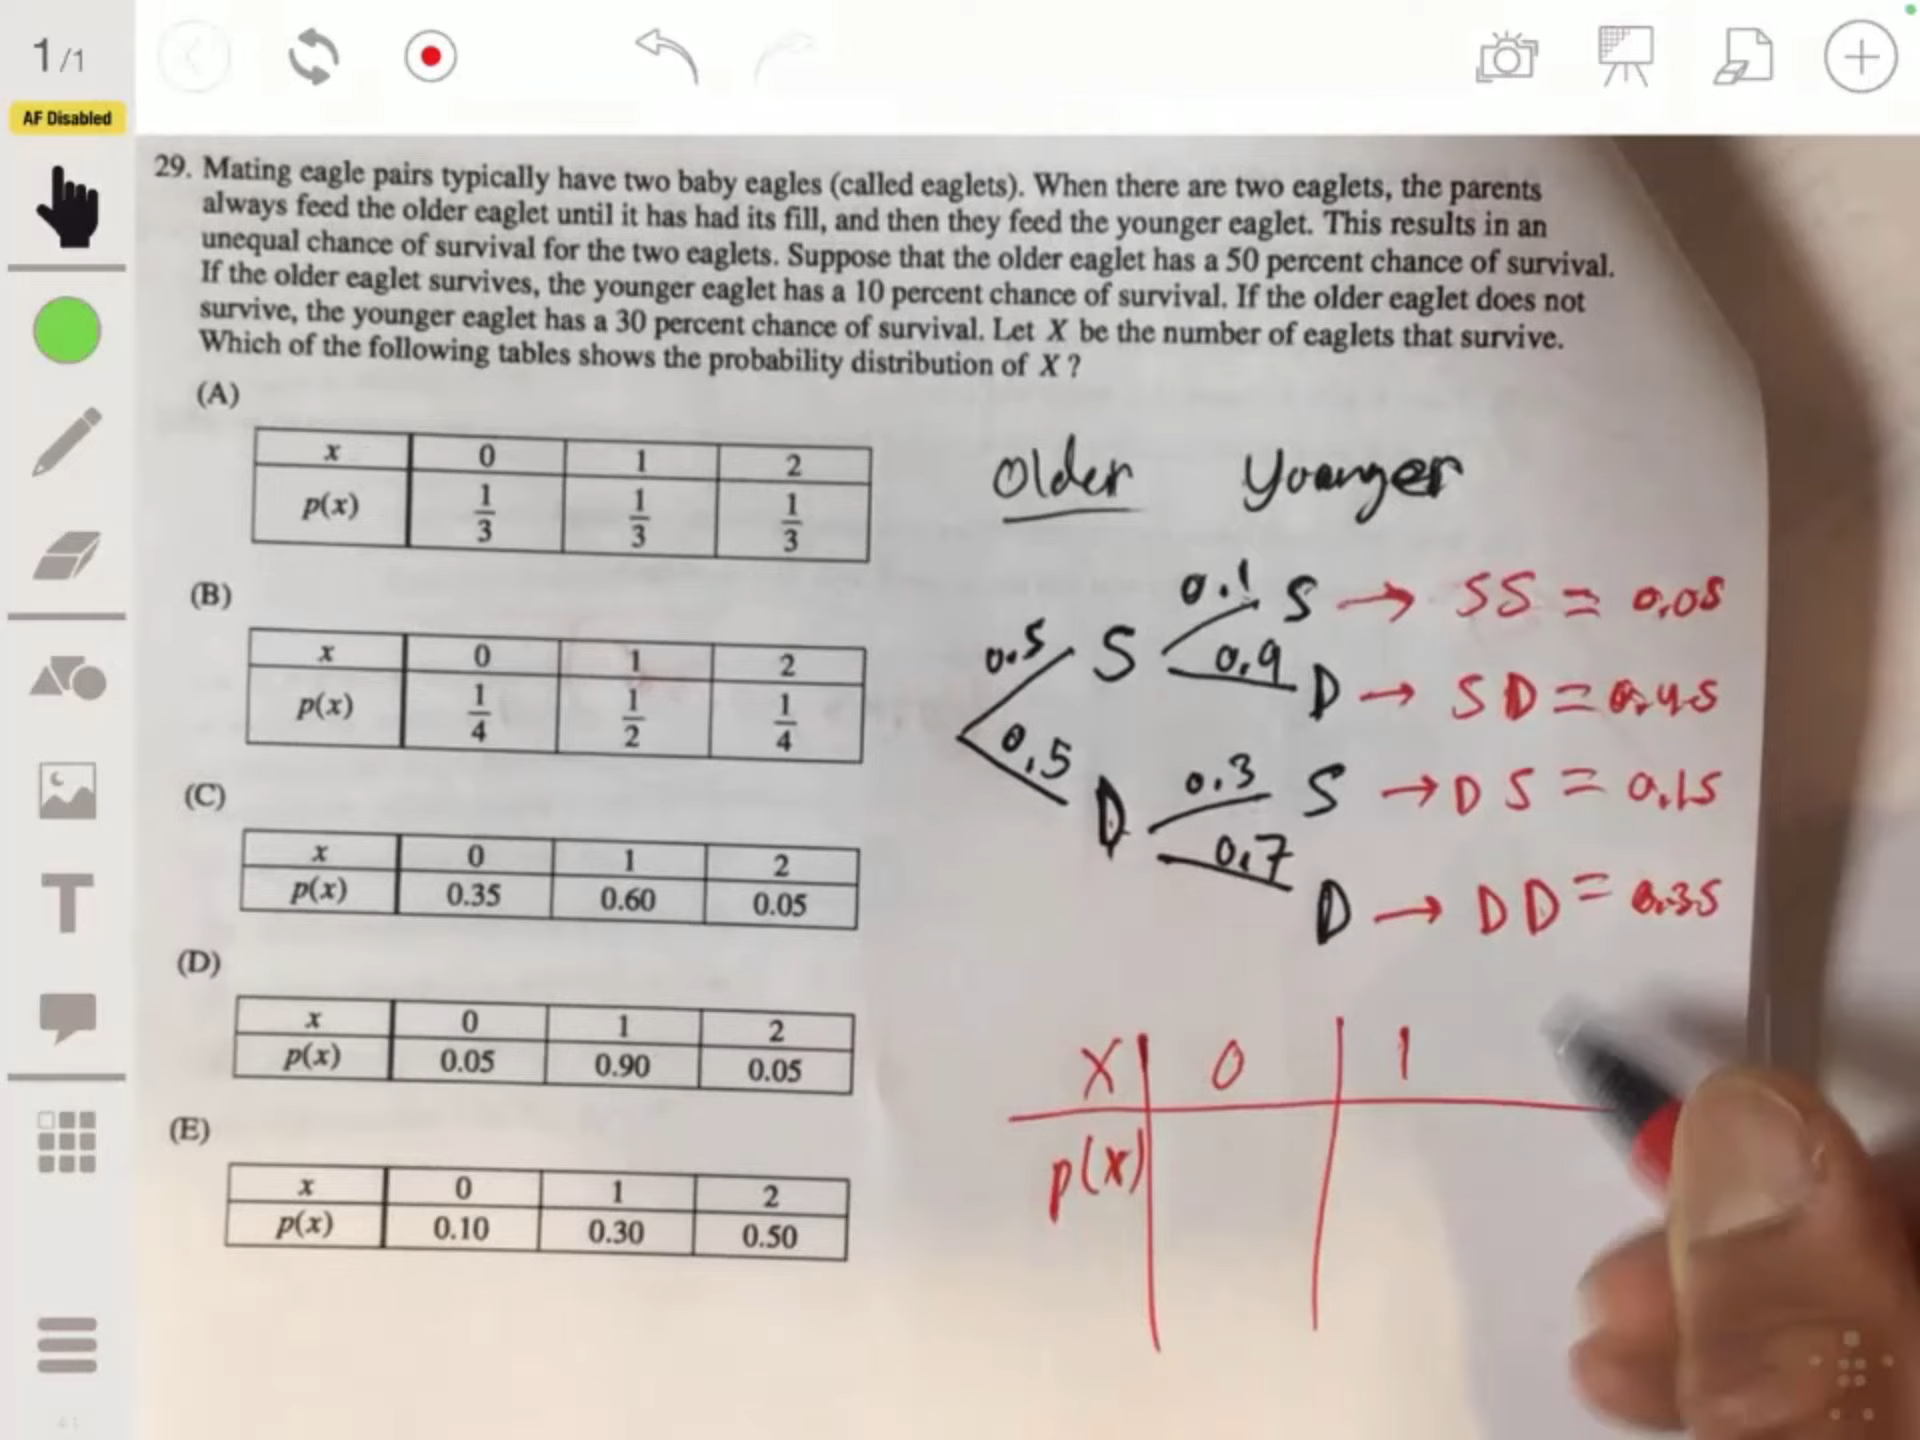 1/1
AF Disabled
29. Mating eagle pairs typically have two baby eagles (called eaglets). When there are two eaglets, the parents
always feed the older eaglet until it has had its fill, and then they feed the younger eaglet. This results in an
unequal chance of survival for the two eaglets. Suppose that the older eaglet has a 50 percent chance of survival.
If the older eaglet survives, the younger eaglet has a 10 percent chance of survival. If the older eaglet does not
survive, the younger eaglet has a 30 percent chance of survival. Let X be the number of eaglets that survive.
Which of the following tables shows the probability distribution of X ?
(A)
x 0 1 2
p(x) 1/3 1/3 1/3
(B)
x 0 1 2
p(x) 1/4 1/2 1/4
(C)
x 0 1 2
p(x) 0.35 0.60 0.05
(D)
x 0 1 2
p(x) 0.05 0.90 0.05
(E)
x 0 1 2
p(x) 0.10 0.30 0.50
Older Younger
0.1 S → SS = 0.05
0.5 S 0.9 D → SD = 0.45
0.5 D 0.3 S → DS = 0.15
0.7 D → DD = 0.35
X 0 1
p(x)
T